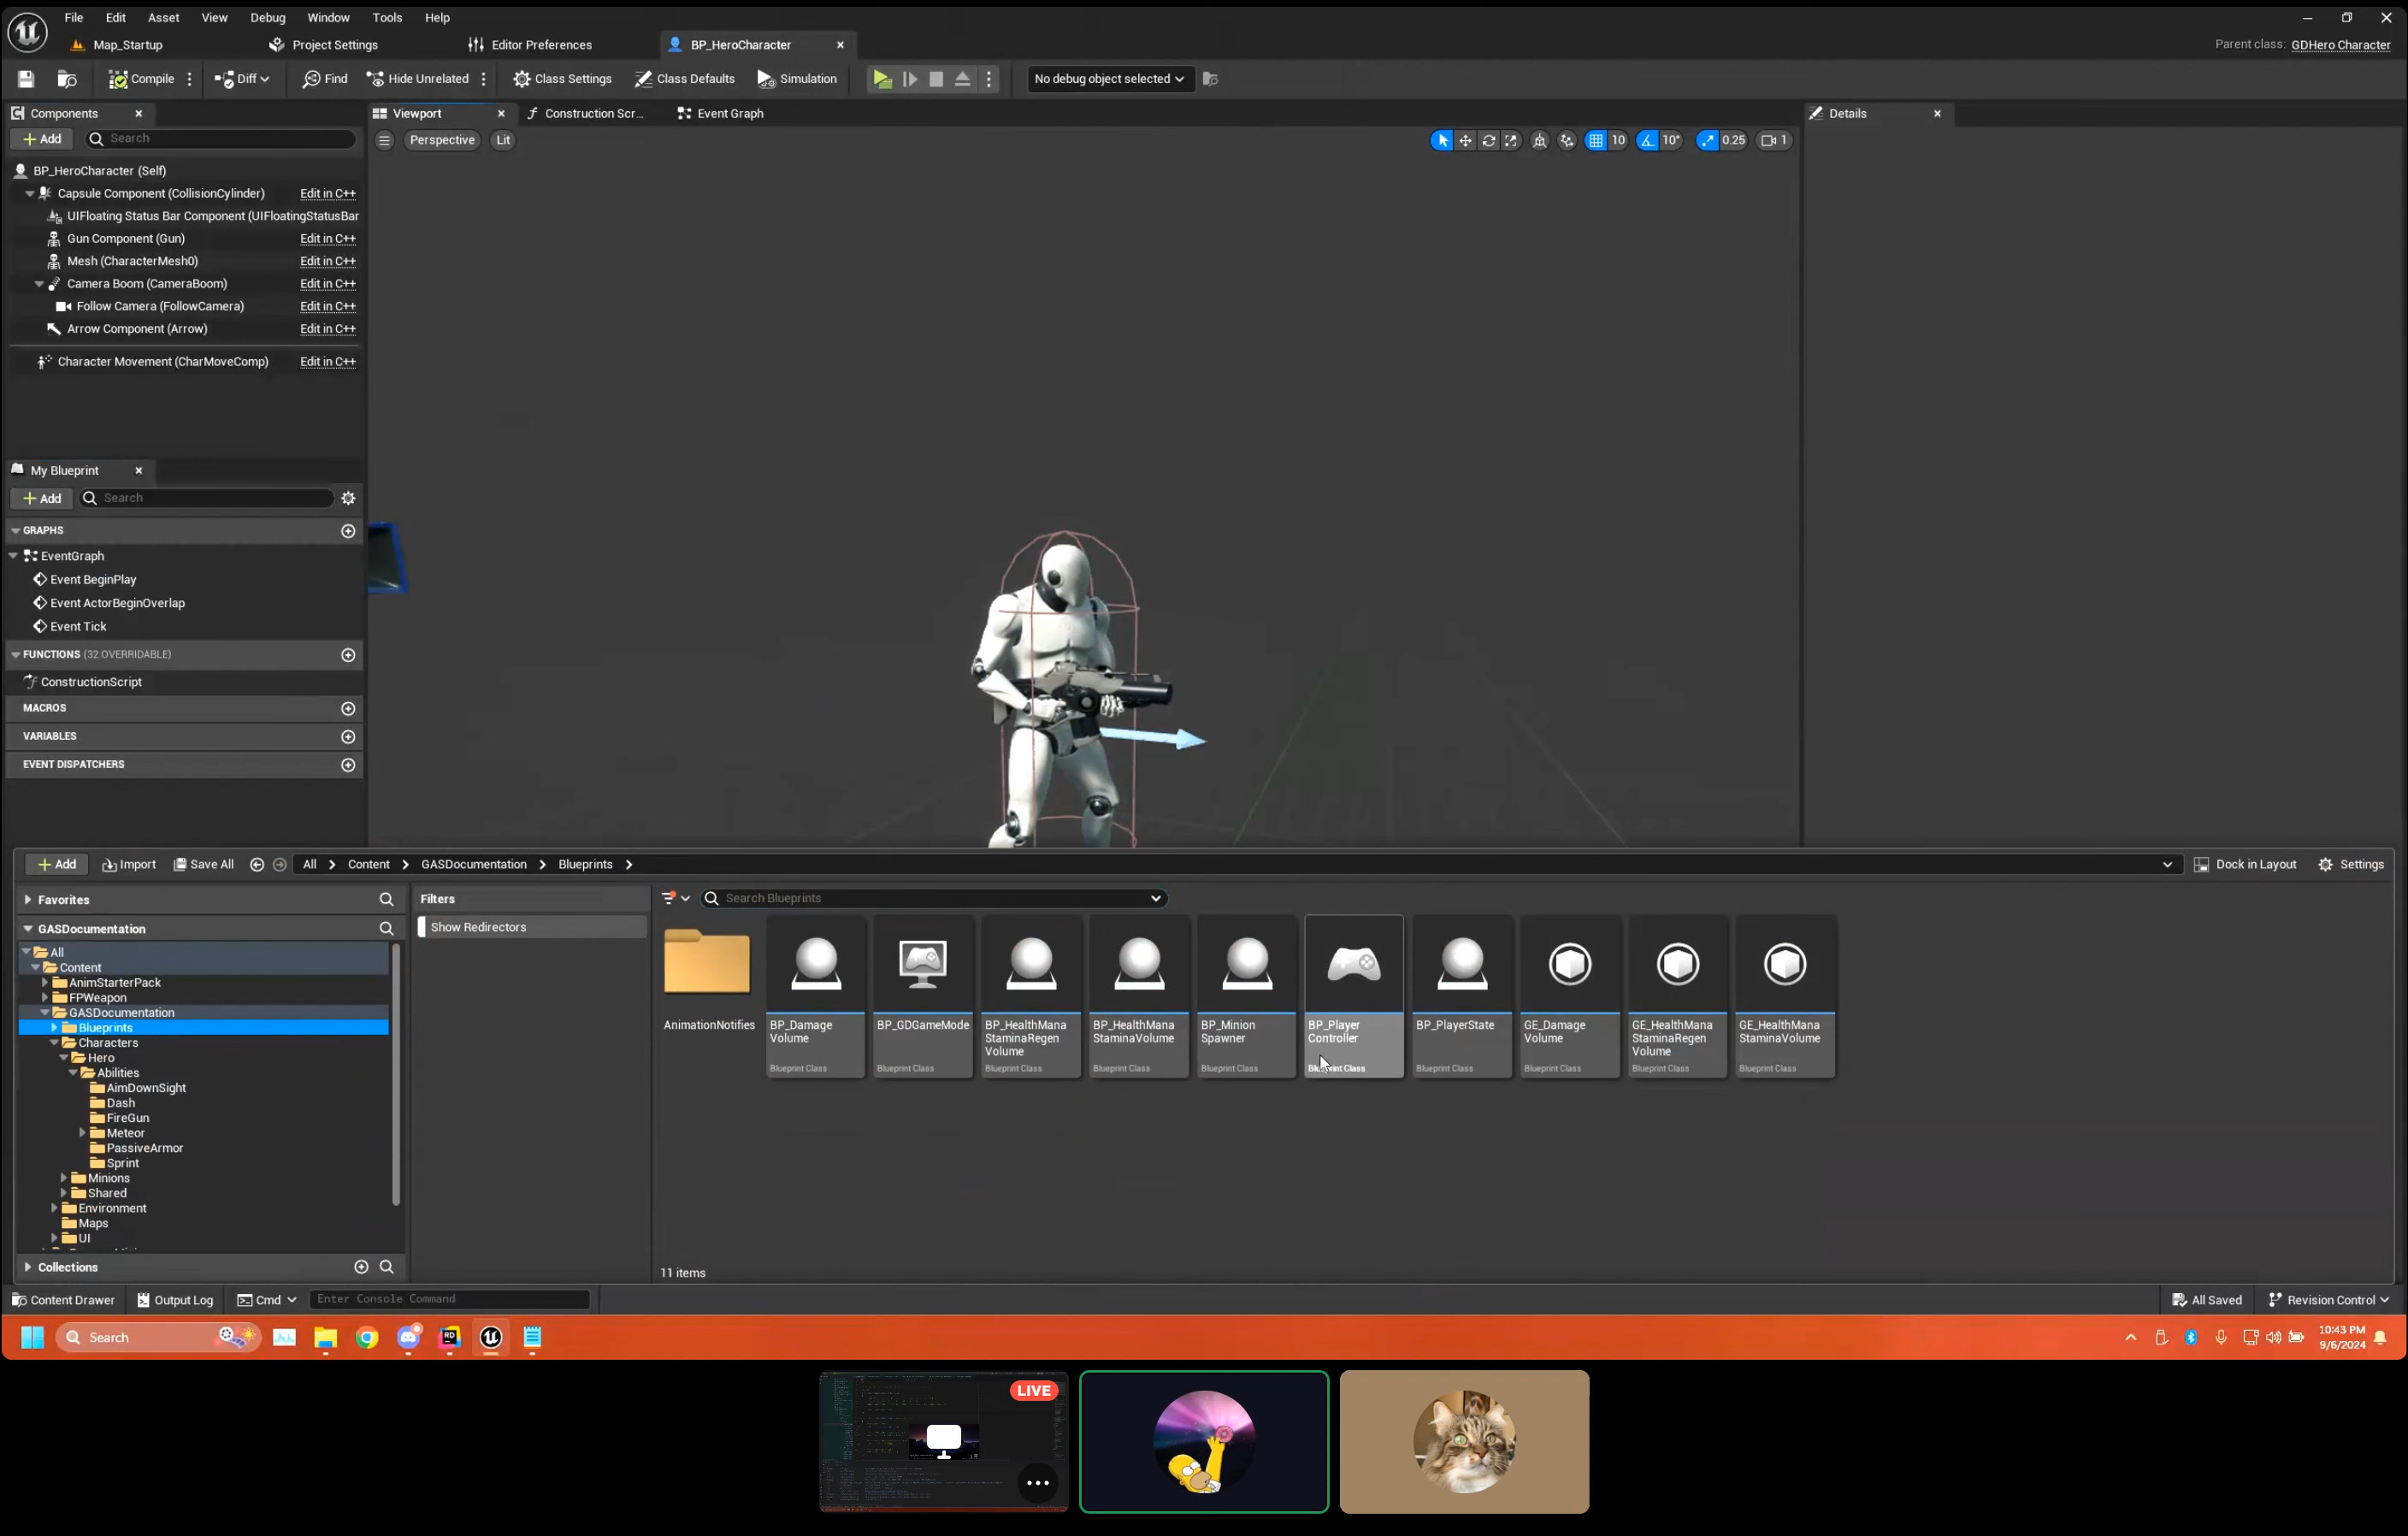 File Edit Asset View Debug Window Tools Help
Map_Startup Project Settings Editor Preferences BP_HeroCharacter
Parent class: GDHero Character
Compile Diff Find Hide Unrelated Class Settings Class Defaults Simulation No debug object selected
Components Viewport Construction Scr... Event Graph Details
Add Search Perspective Lit 10 10° 0.25 1
BP_HeroCharacter (Self)
Capsule Component (CollisionCylinder) Edit in C++
UIFloating Status Bar Component (UIFloatingStatusBar
Gun Component (Gun) Edit in C++
Mesh (CharacterMesh0) Edit in C++
Camera Boom (CameraBoom) Edit in C++
Follow Camera (FollowCamera) Edit in C++
Arrow Component (Arrow) Edit in C++
Character Movement (CharMoveComp) Edit in C++
My Blueprint
Add Search
GRAPHS
EventGraph
Event BeginPlay
Event ActorBeginOverlap
Event Tick
FUNCTIONS (32 OVERRIDABLE)
ConstructionScript
MACROS
VARIABLES
EVENT DISPATCHERS
Add Import Save All All Content GASDocumentation Blueprints Dock in Layout Settings
Favorites
GASDocumentation
All
Content
AnimStarterPack
FPWeapon
GASDocumentation
Blueprints
Characters
Hero
Abilities
AimDownSight
Dash
FireGun
Meteor
PassiveArmor
Sprint
Minions
Shared
Environment
Maps
UI
Collections
Filters
Show Redirectors
Search Blueprints
AnimationNotifies
BP_Damage
Volume
Blueprint Class
BP_GDGameMode
Blueprint Class
BP_HealthMana
StaminaRegen
Volume
Blueprint Class
BP_HealthMana
StaminaVolume
Blueprint Class
BP_Minion
Spawner
Blueprint Class
BP_Player
Controller
Blueprint Class
BP_PlayerState
Blueprint Class
GE_Damage
Volume
Blueprint Class
GE_HealthMana
StaminaRegen
Volume
Blueprint Class
GE_HealthMana
StaminaVolume
Blueprint Class
11 items
Content Drawer Output Log Cmd Enter Console Command All Saved Revision Control
Search
RD
10:43 PM
9/6/2024
LIVE